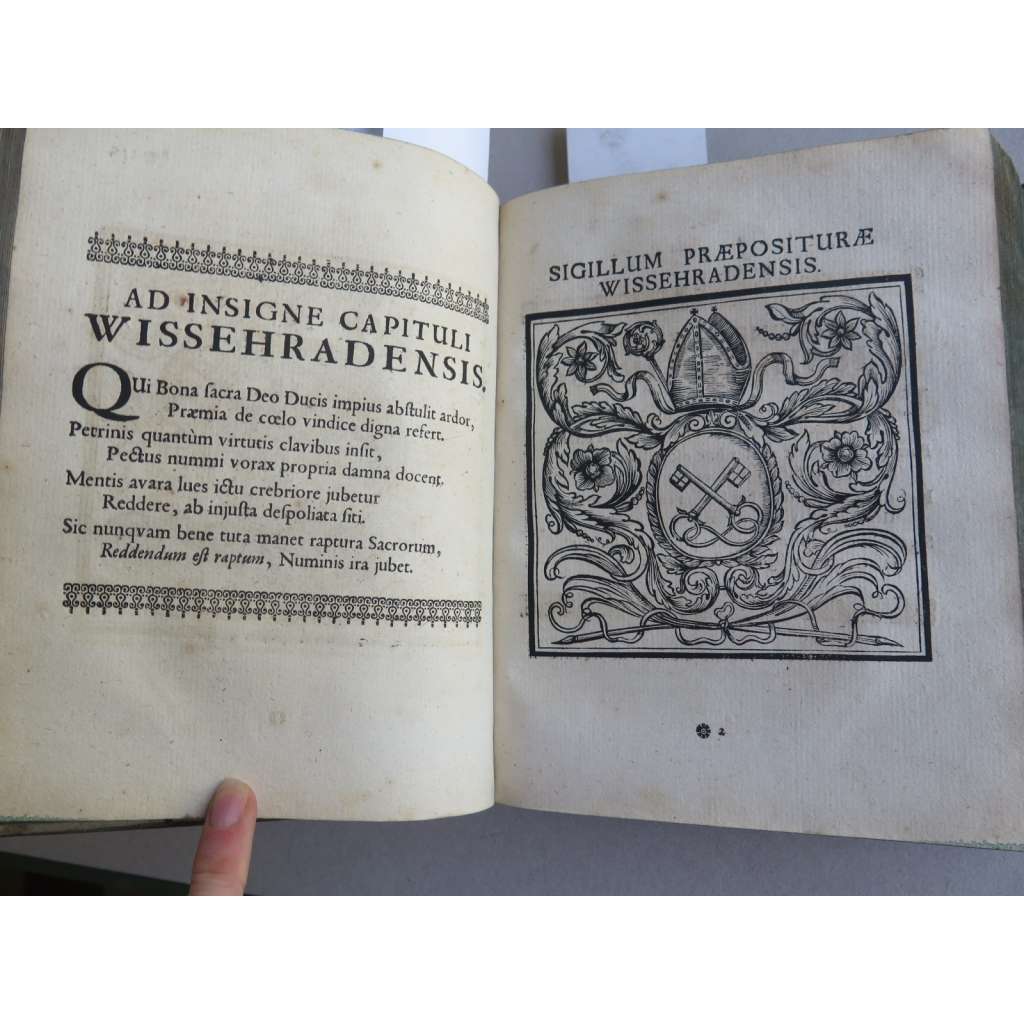 AD INSIGNE CAPITULI
WISSEHRADENSIS.
QUi Bona ſacra Deo Ducis impius abſtulit ardor,
Præmia de cœlo vindice digna refert.
Petrinis quantùm virtutis clavibus inſit,
Pectus nummi vorax propria damna docent.
Mentis avara lues ictu crebriore jubetur
Reddere, ab injuſta deſpoliata ſiti.
Sic nunqvam bene tuta manet raptura Sacrorum,
Reddendum eſt raptum, Numinis ira jubet.
SIGILLUM PRÆPOSITURÆ
WISSEHRADENSIS.
2